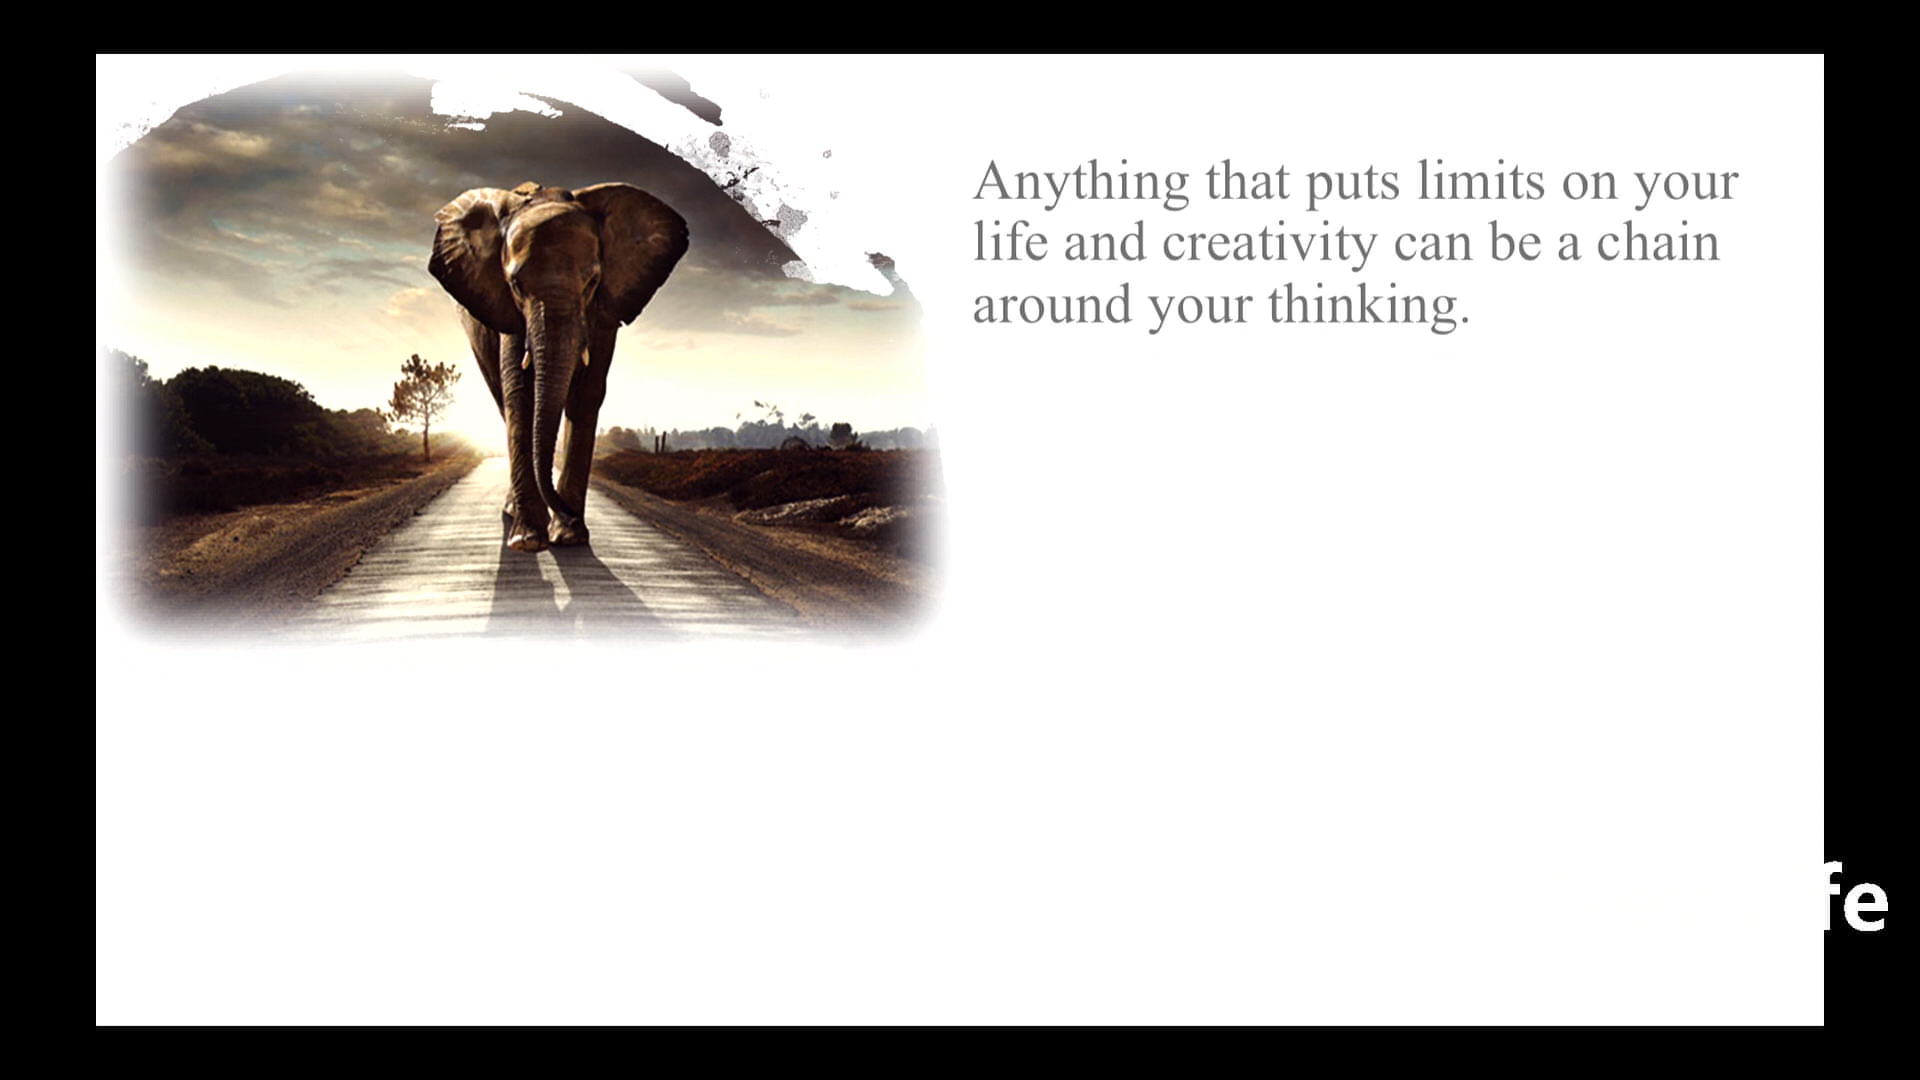 Anything that puts limits on your
life and creativity can be a chain
around your thinking.
fe